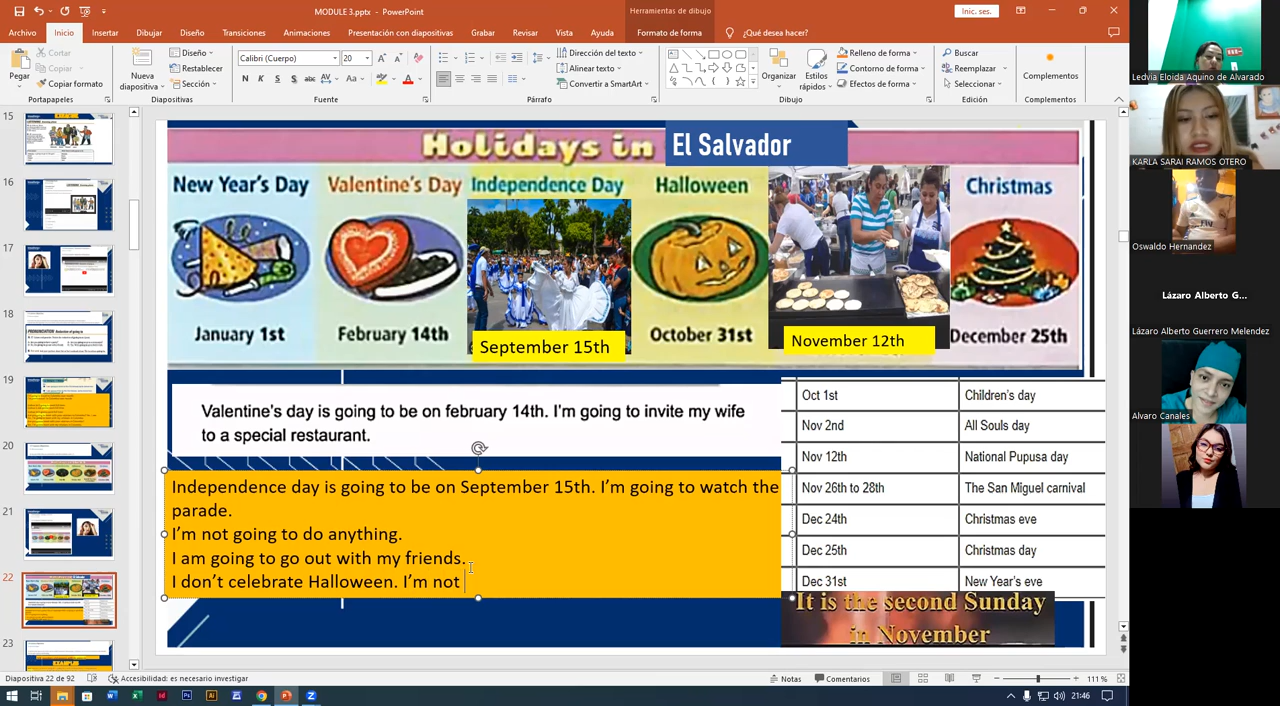 MODULE 3.pptx - PowerPoint
Herramientas de dibujo
Inic. ses.
Archivo Inicio Insertar Dibujar Diseño Transiciones Animaciones Presentación con diapositivas Grabar Revisar Vista Ayuda Formato de forma ¿Qué desea hacer?
Pegar
Cortar
Copiar
Copiar formato
Portapapeles
Nueva diapositiva
Diseño
Restablecer
Sección
Diapositivas
Calibri (Cuerpo) 20
N K S S abc AV Aa
Fuente
Dirección del texto
Alinear texto
Convertir a SmartArt
Párrafo
Organizar
Estilos rápidos
Relleno de forma
Contorno de forma
Efectos de forma
Dibujo
Buscar
Reemplazar
Seleccionar
Edición
Complementos
Complementos
15
16
17
18
19
20
21
22
23
Holidays in El Salvador
New Year's Day
Valentine's Day
Independence Day
Halloween
Christmas
January 1st
February 14th
September 15th
October 31st
November 12th
December 25th
Valentine's day is going to be on february 14th. I'm going to invite my wife
to a special restaurant.
Independence day is going to be on September 15th. I'm going to watch the
parade.
I'm not going to do anything.
I am going to go out with my friends.
I don't celebrate Halloween. I'm not
Oct 1st Children's day
Nov 2nd All Souls day
Nov 12th National Pupusa day
Nov 26th to 28th The San Miguel carnival
Dec 24th Christmas eve
Dec 25th Christmas day
Dec 31st New Year's eve
It is the second Sunday
in November
Ledvia Eloida Aquino de Alvarado
KARLA SARAI RAMOS OTERO
Oswaldo Hernandez
Lázaro Alberto G...
Lázaro Alberto Guerrero Melendez
Alvaro Canales
Diapositiva 22 de 92
Accesibilidad: es necesario investigar
Notas
Comentarios
111 %
21:46